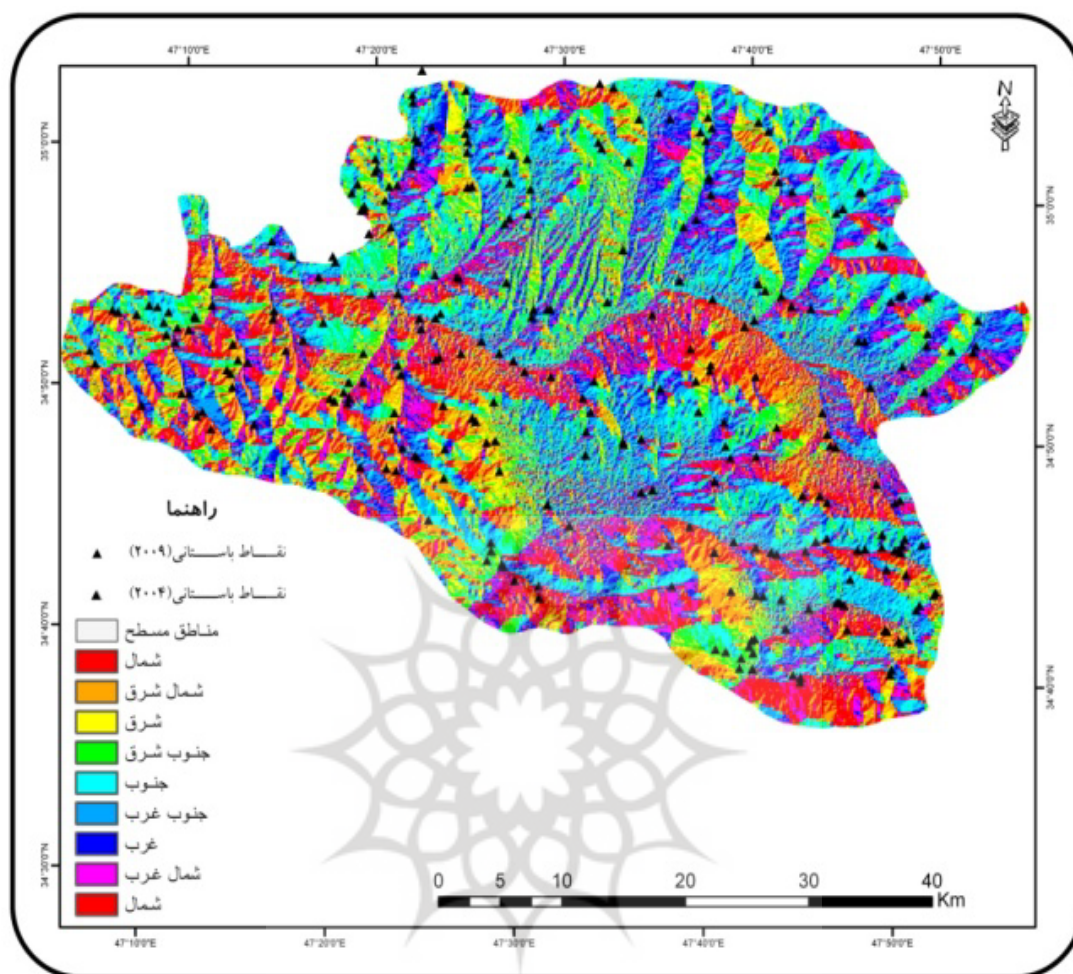 47°10'0"E 47°20'0"E 47°30'0"E 47°40'0"E 47°50'0"E
N
35°0'0"N
35°0'0"N
34°50'0"N
34°50'0"N
34°40'0"N
34°40'0"N
34°30'0"N
راهنما
نقـــاط باســـتانی(۲۰۰۹)
نقـــاط باســـتانی(۲۰۰۴)
مناطق مسطح
شمال
شمال شرق
شرق
جنوب شرق
جنوب
جنوب غرب
غرب
شمال غرب
شمال
0 5 10 20 30 40
Km
47°10'0"E 47°20'0"E 47°30'0"E 47°40'0"E 47°50'0"E